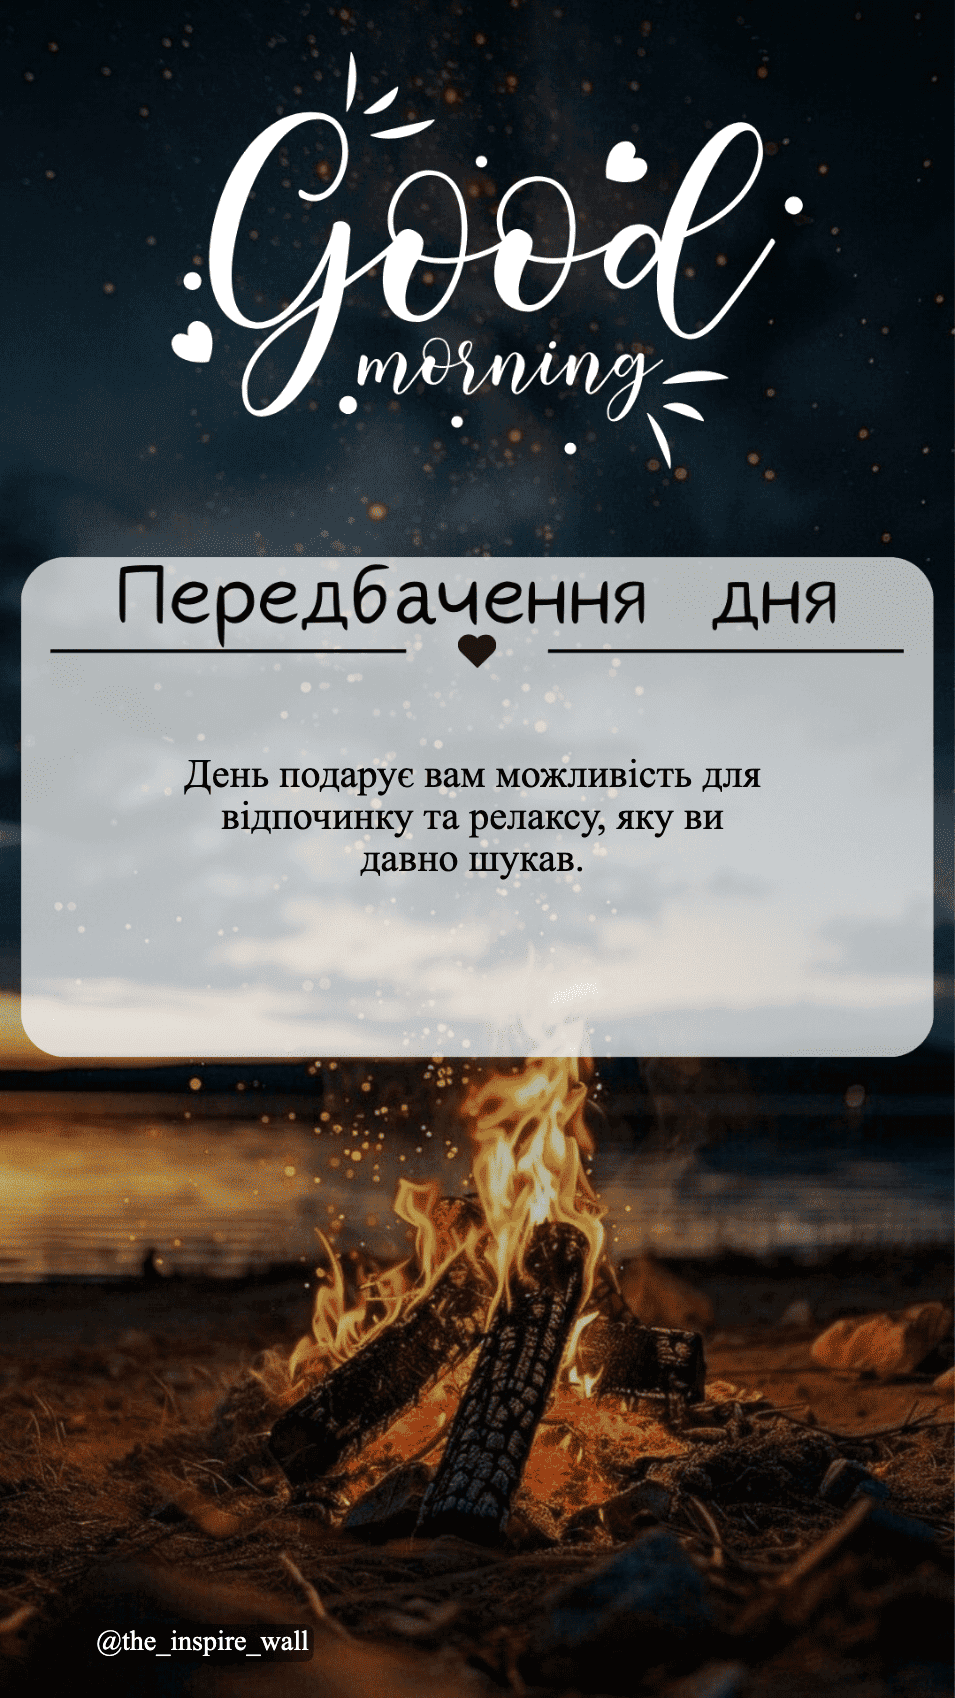 Good
morning
Передбачення дня
День подарує вам можливість для
відпочинку та релаксу, яку ви
давно шукав.
@the_inspire_wall